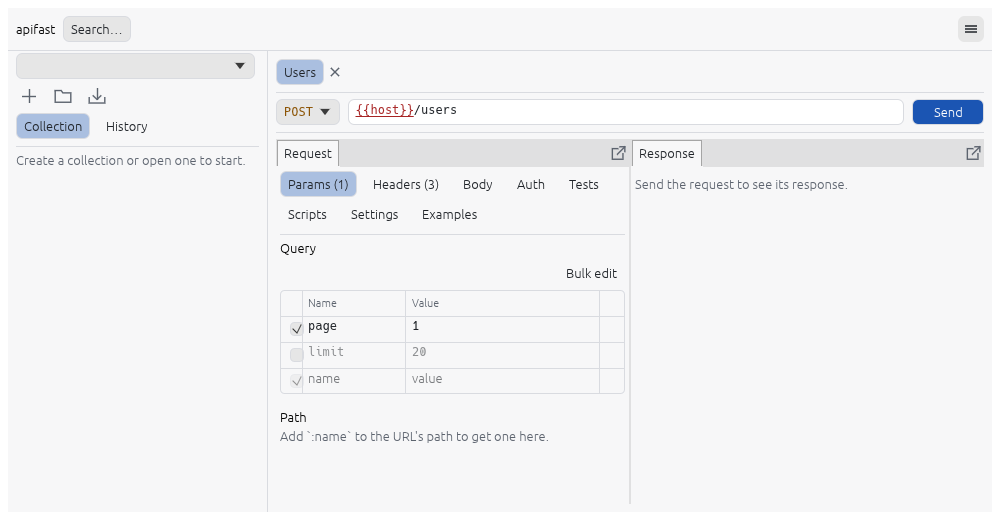 apifast Search…
Users
POST {{host}}/users Send
Collection History
Create a collection or open one to start.
Request
Params (1) Headers (3) Body Auth Tests
Scripts Settings Examples
Query
Bulk edit
Name Value
page 1
limit 20
name value
Path
Add `:name` to the URL's path to get one here.
Response
Send the request to see its response.